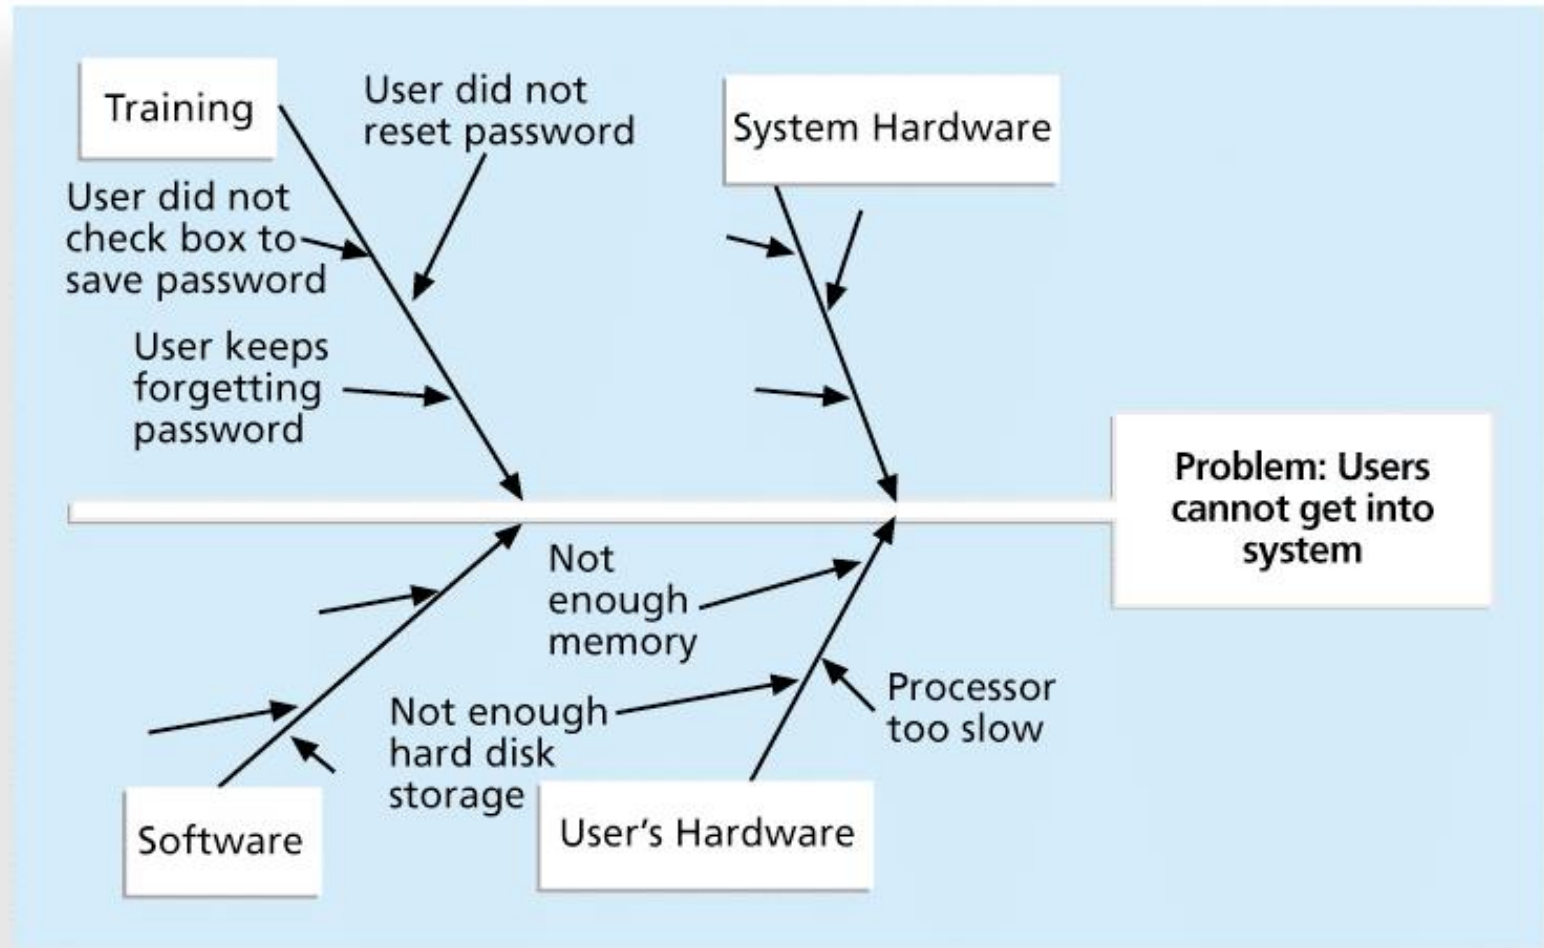 Training
User did not
reset password
System Hardware
User did not
check box to
save password
User keeps
forgetting
password
Problem: Users
cannot get into
system
Not
enough
memory
Not enough
hard disk
storage
Processor
too slow
Software
User’s Hardware